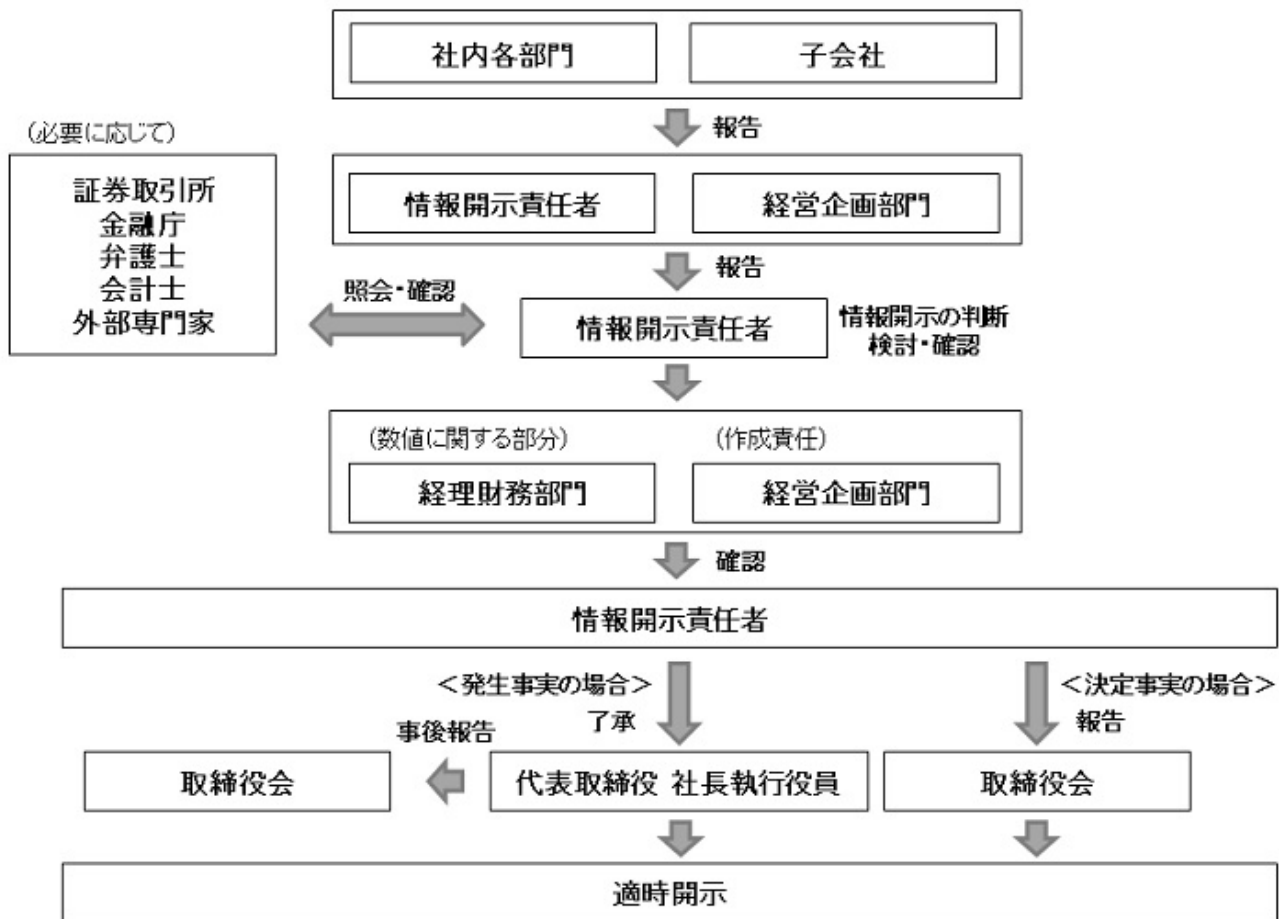 社内各部門
子会社
報告
(必要に応じて)
証券取引所
金融庁
弁護士
会計士
外部専門家
情報開示責任者
経営企画部門
報告
照会・確認
情報開示責任者
情報開示の判断
検討・確認
(数値に関する部分)
(作成責任)
経理財務部門
経営企画部門
確認
情報開示責任者
＜発生事実の場合＞
了承
＜決定事実の場合＞
報告
事後報告
取締役会
代表取締役 社長執行役員
取締役会
適時開示